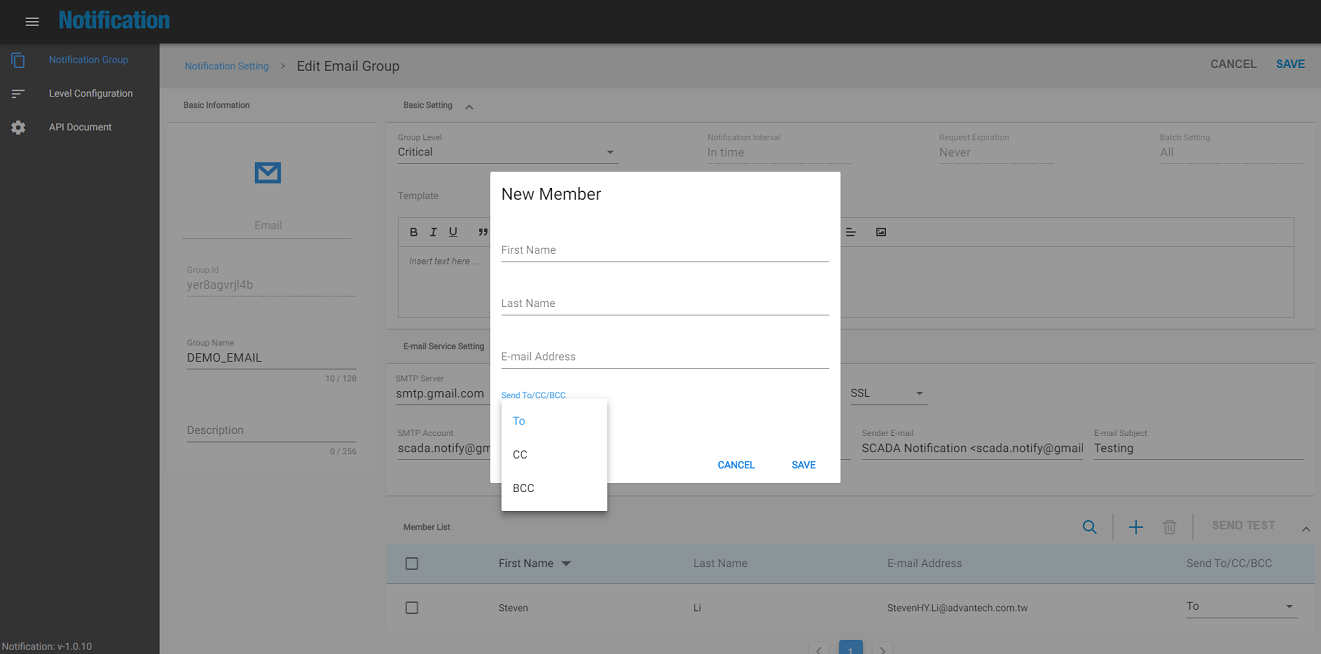 Notification
Notification Group
Level Configuration
API Document
Notification Setting > Edit Email Group
CANCEL SAVE
Basic Information
Email
Group Id
yer8agvrjl4b
Group Name
DEMO_EMAIL
10 / 128
Description
0 / 256
Basic Setting
Group Level
Critical
Notification Interval
In time
Request Expiration
Never
Batch Setting
All
Template
B I U ”
Insert text here ...
E-mail Service Setting
SMTP Server
smtp.gmail.com
SSL
SMTP Account
scada.notify@gm
Sender E-mail
SCADA Notification <scada.notify@gmail
E-mail Subject
Testing
New Member
First Name
Last Name
E-mail Address
Send To/CC/BCC
To
CC
BCC
CANCEL SAVE
Member List
SEND TEST
First Name Last Name E-mail Address Send To/CC/BCC
Steven Li StevenHY.Li@advantech.com.tw To
< 1 >
Notification: v-1.0.10